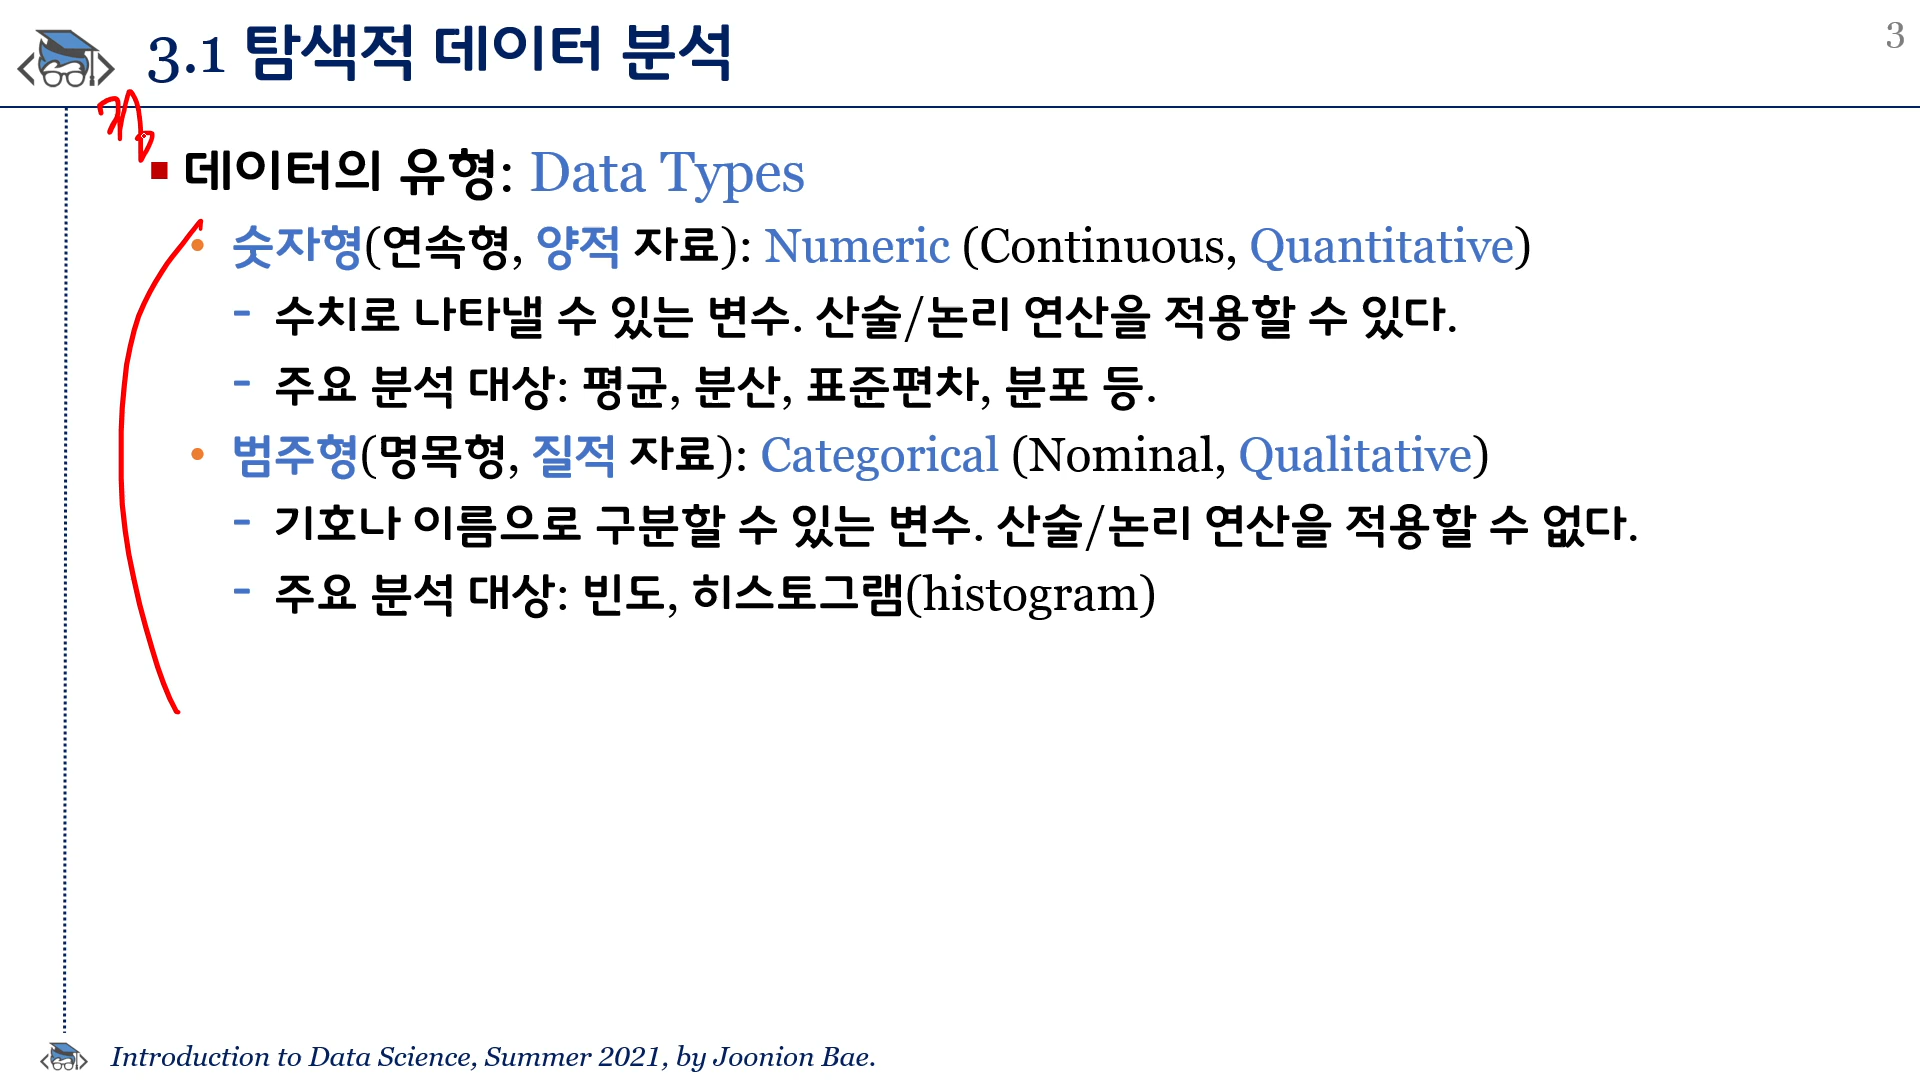 3.1 탐색적 데이터 분석
3
데이터의 유형: Data Types
• 숫자형(연속형, 양적 자료): Numeric (Continuous, Quantitative)
- 수치로 나타낼 수 있는 변수. 산술/논리 연산을 적용할 수 있다.
- 주요 분석 대상: 평균, 분산, 표준편차, 분포 등.
• 범주형(명목형, 질적 자료): Categorical (Nominal, Qualitative)
- 기호나 이름으로 구분할 수 있는 변수. 산술/논리 연산을 적용할 수 없다.
- 주요 분석 대상: 빈도, 히스토그램(histogram)
Introduction to Data Science, Summer 2021, by Joonion Bae.